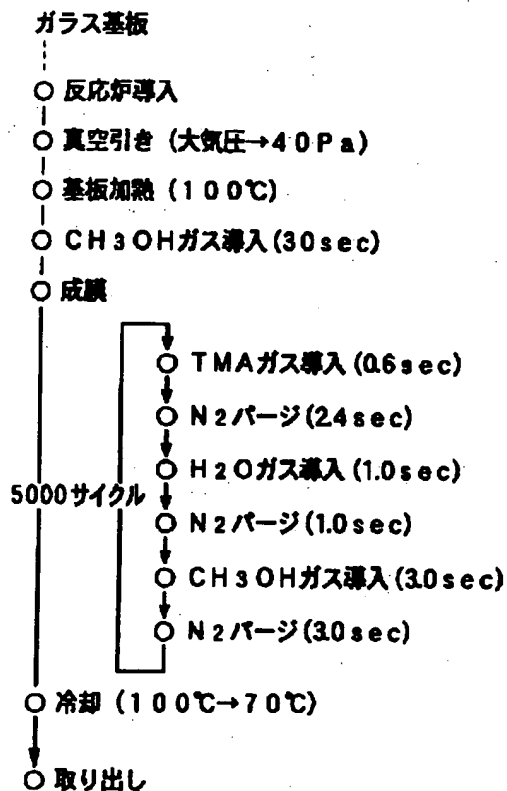 ガラス基板
反応炉導入
真空引き（大気圧→40Pa）
基板加熱（100℃）
CH3OHガス導入(30sec)
成膜
TMAガス導入(0.6sec)
N2パージ(2.4sec)
H2Oガス導入(1.0sec)
5000サイクル
N2パージ(1.0sec)
CH3OHガス導入(3.0sec)
N2パージ(3.0sec)
冷却（100℃→70℃）
取り出し